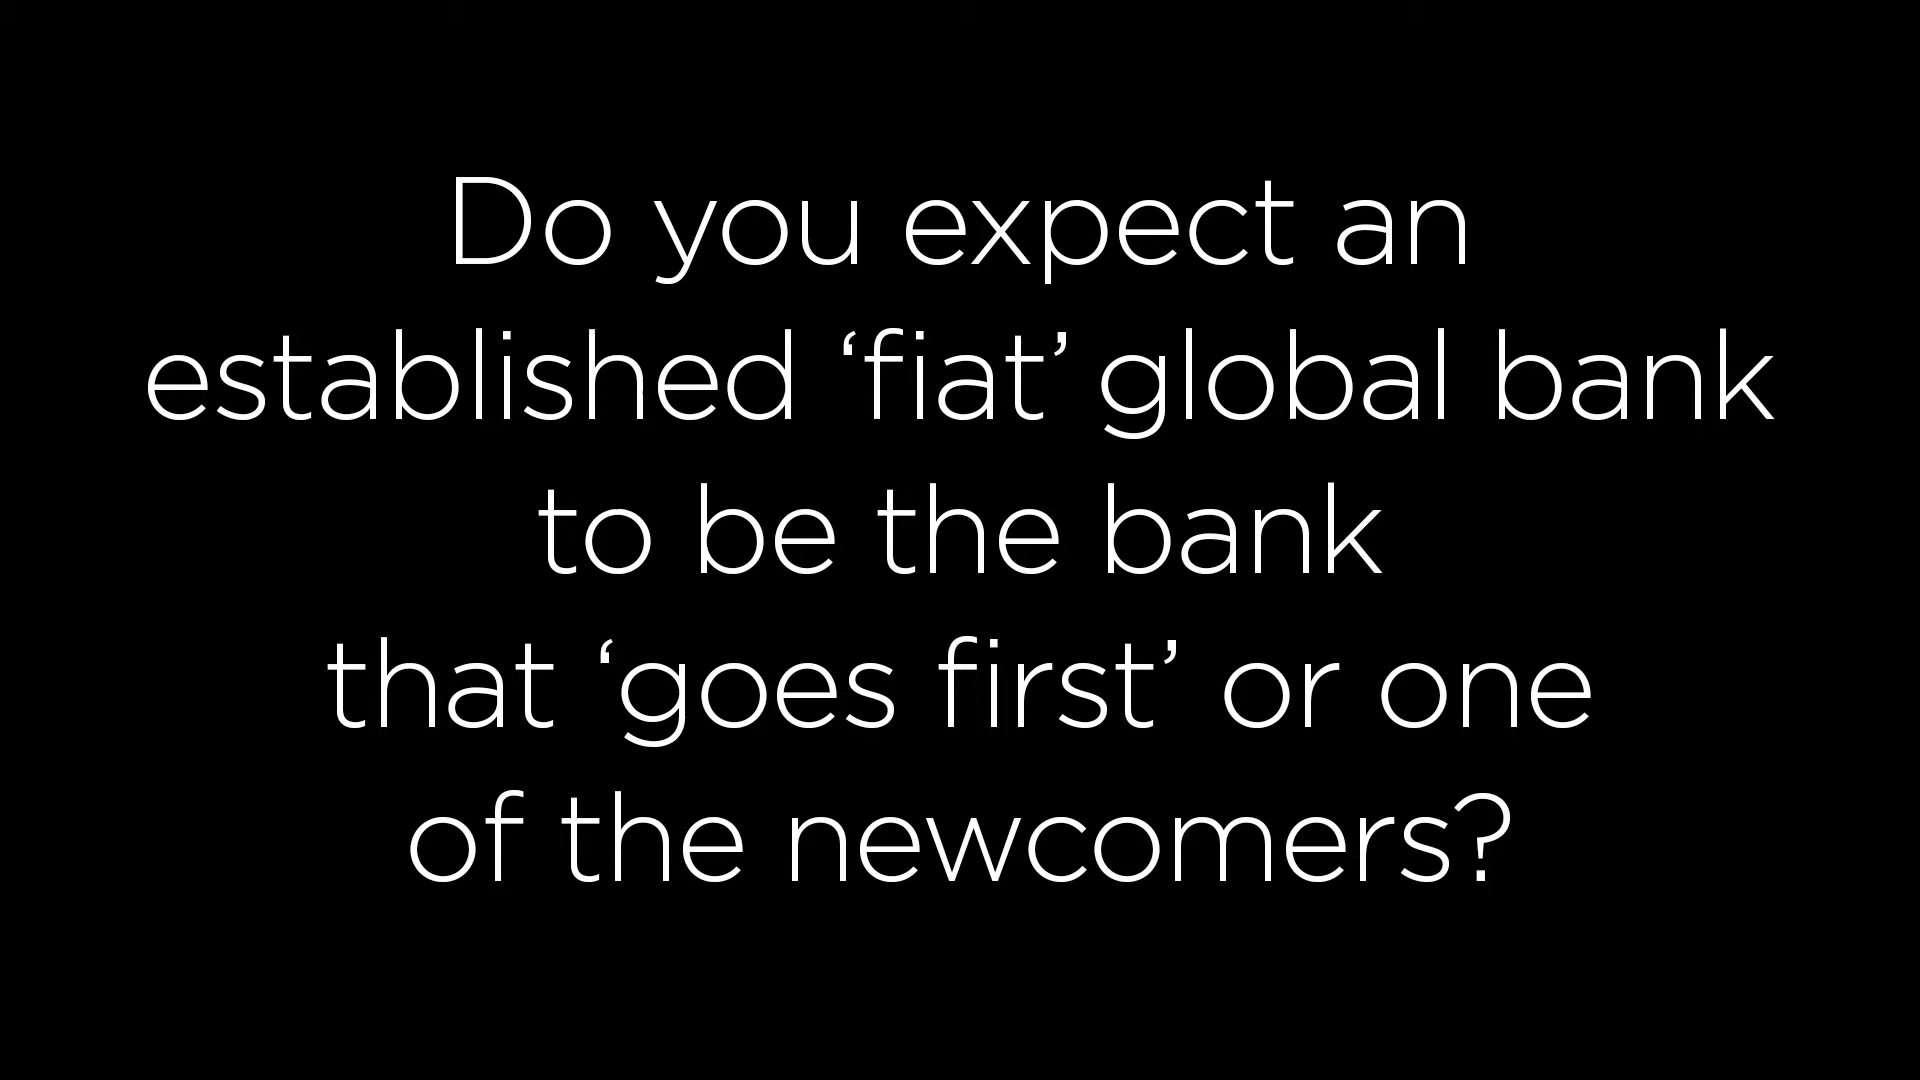 Do you expect an
established ‘fiat’ global bank
to be the bank
that ‘goes first’ or one
of the newcomers?